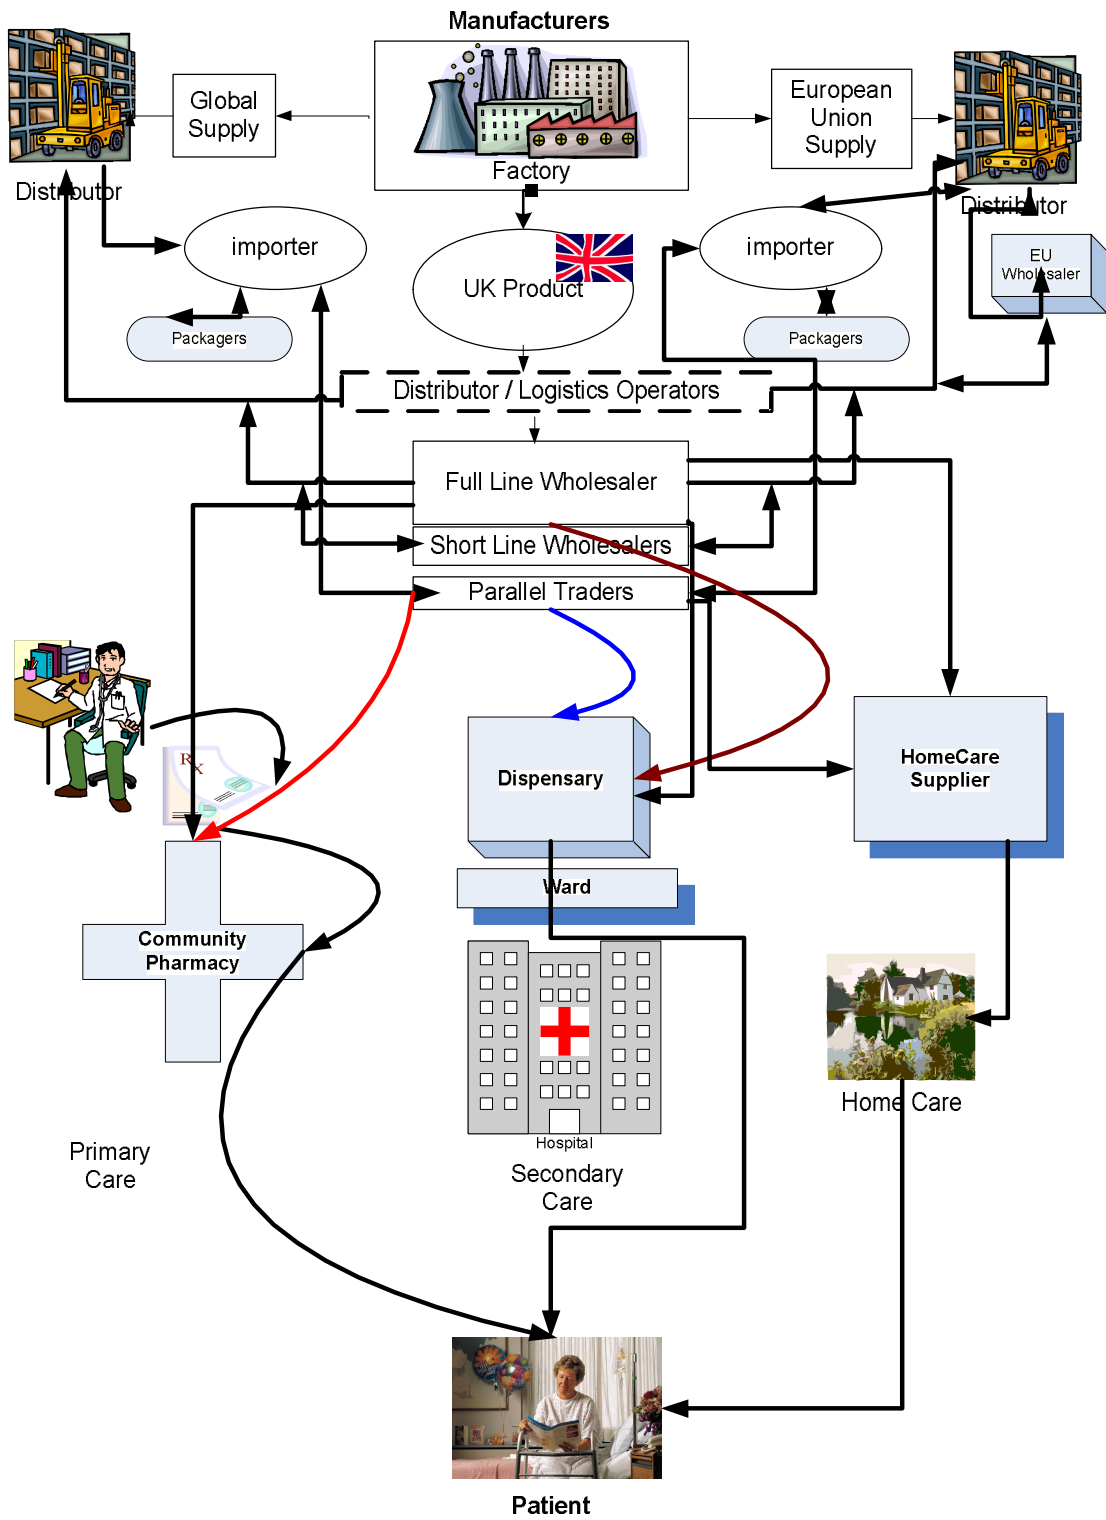 Manufacturers
Global
Supply
Factory
European
Union
Supply
Distributor
Distributor
importer
UK Product
importer
EU
Wholesaler
Packagers
Packagers
Distributor / Logistics Operators
Full Line Wholesaler
Short Line Wholesalers
Parallel Traders
RX
Dispensary
HomeCare
Supplier
Ward
Community
Pharmacy
Home Care
Primary
Care
Hospital
Secondary
Care
Patient